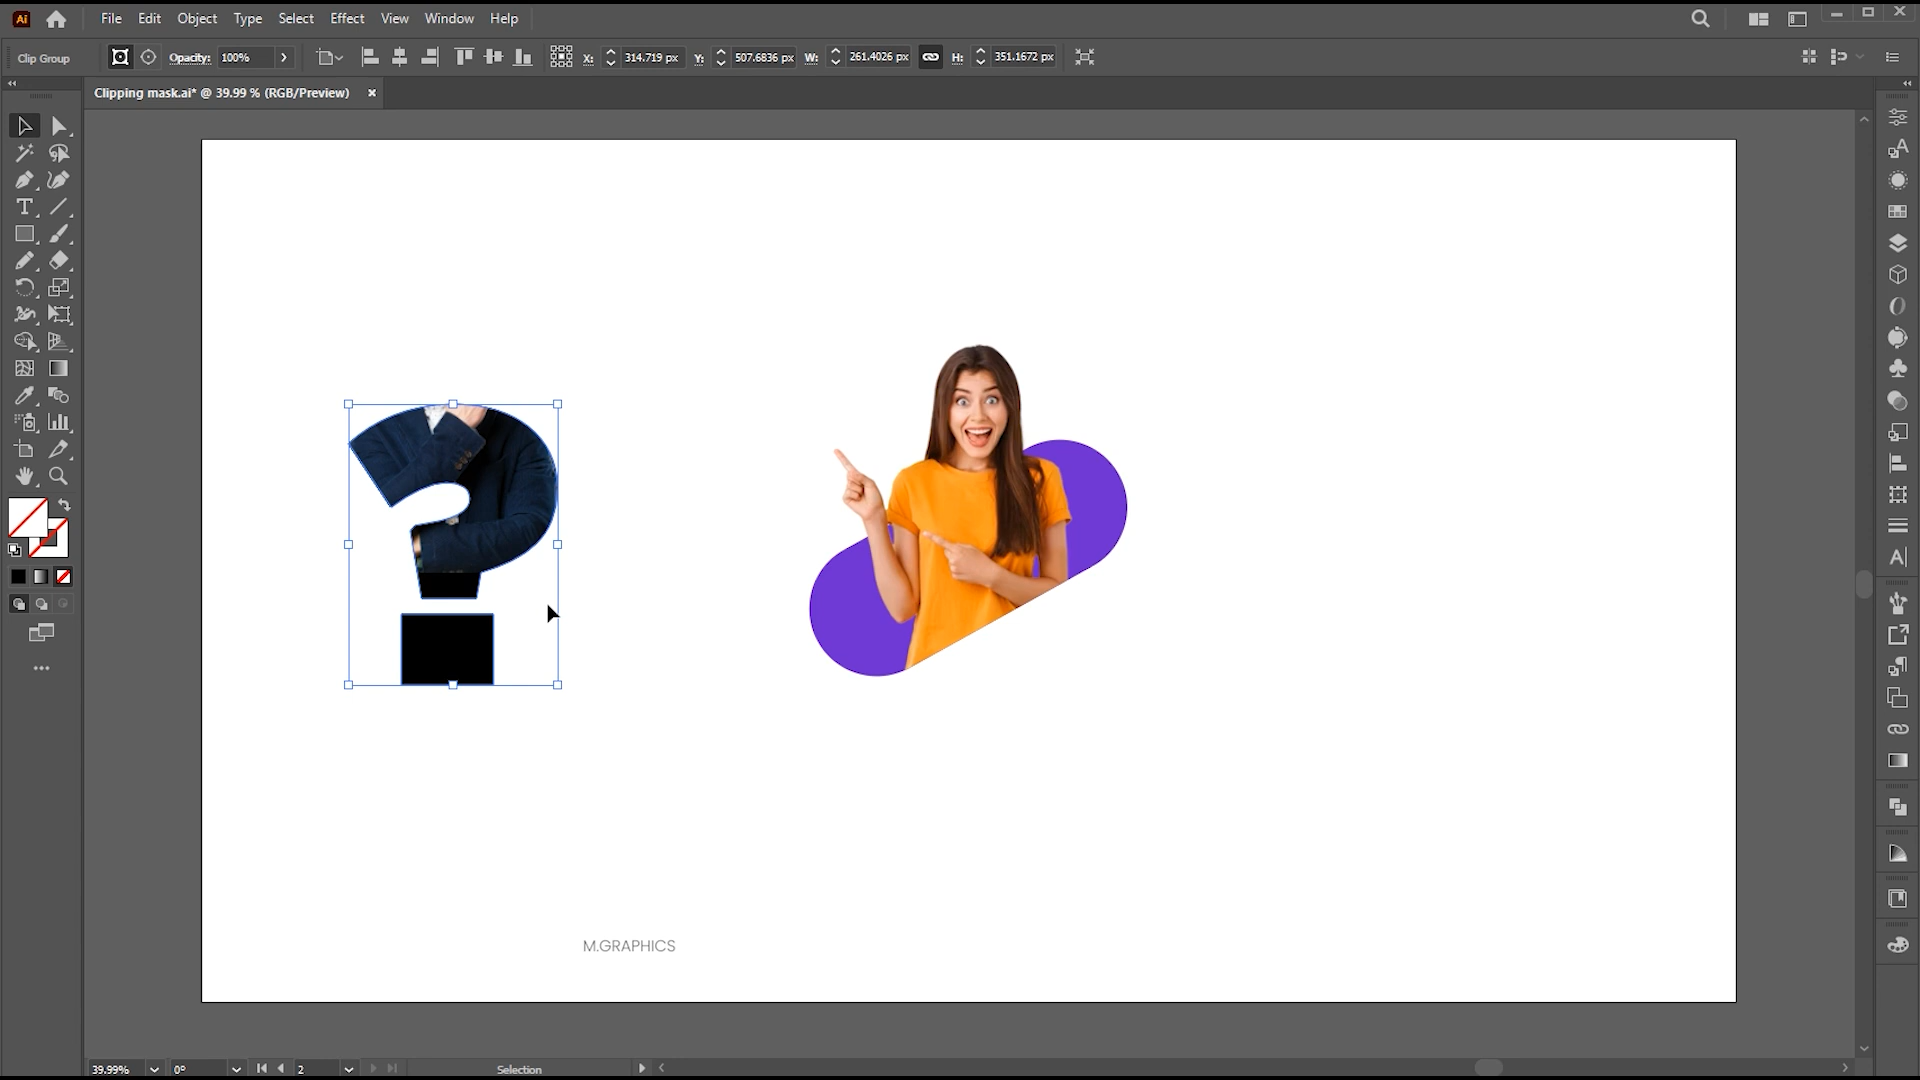 Ai
File Edit Object Type Select Effect View Window Help
Clip Group Opacity: 100% X: 314.719 px Y: 507.6836 px W: 261.4026 px H: 351.1672 px
Clipping mask.ai* @ 39.99 % (RGB/Preview) ×
?
M.GRAPHICS
39.99% 0° 2 Selection